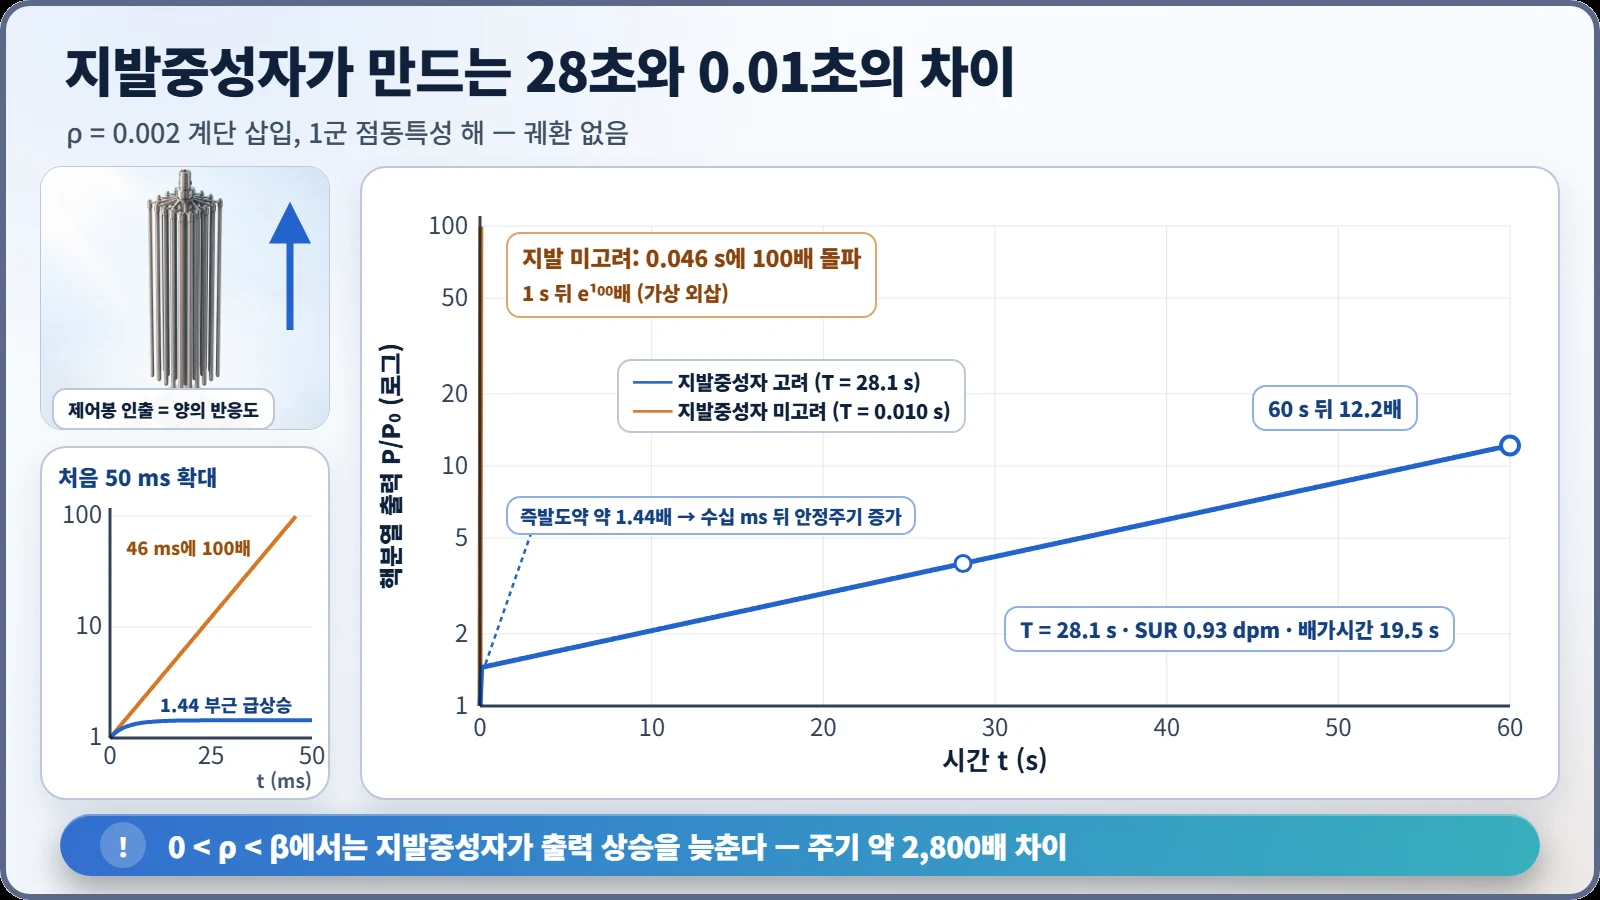 지발중성자가 만드는 28초와 0.01초의 차이
ρ = 0.002 계단 삽입, 1군 점동특성 해 — 궤환 없음
제어봉 인출 = 양의 반응도
처음 50 ms 확대
100
46 ms에 100배
10
1.44 부근 급상승
1
0
25
50
t (ms)
핵분열 출력 P/P₀ (로그)
100
50
20
10
5
2
1
지발 미고려: 0.046 s에 100배 돌파
1 s 뒤 e¹⁰⁰배 (가상 외삽)
지발중성자 고려 (T = 28.1 s)
지발중성자 미고려 (T = 0.010 s)
60 s 뒤 12.2배
즉발도약 약 1.44배 → 수십 ms 뒤 안정주기 증가
T = 28.1 s · SUR 0.93 dpm · 배가시간 19.5 s
0
10
20
30
40
50
60
시간 t (s)
! 0 < ρ < β에서는 지발중성자가 출력 상승을 늦춘다 — 주기 약 2,800배 차이